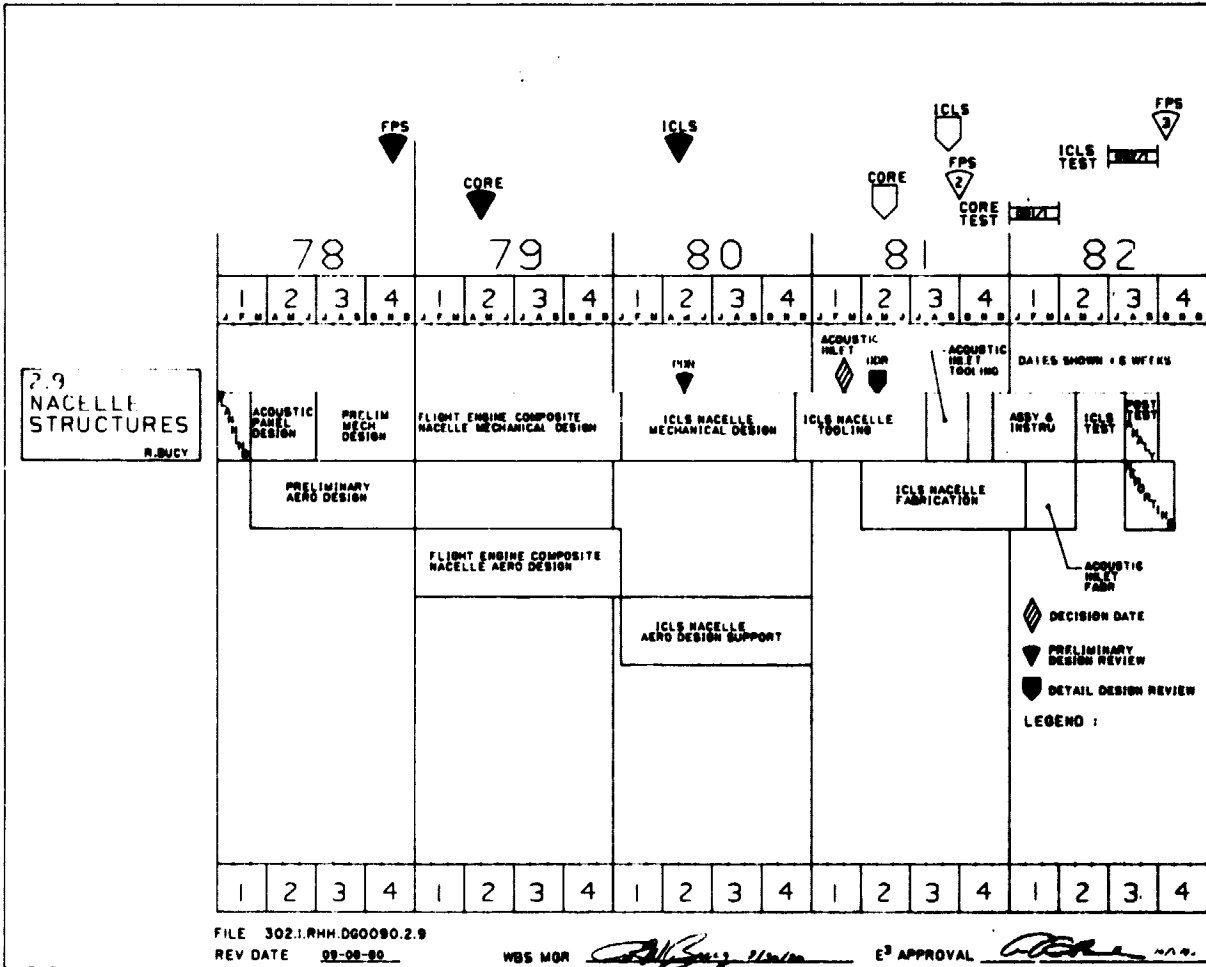 FPS
ICLS
ICLS
FPS
3
ICLS
TEST
CORE
CORE
FPS
2
CORE
TEST
78 79 80 81 82
1 2 3 4 1 2 3 4 1 2 3 4 1 2 3 4 1 2 3 4
J F M A M J J A S O N D J F M A M J J A S O N D J F M A M J J A S O N D J F M A M J J A S O N D J F M A M J J A S O N D
2.9
NACELLE
STRUCTURES
R.BUCY
PDR
ACOUSTIC
INLET
DDR
ACOUSTIC
INLET
TOOLING
DATES SHOWN ± 6 WEEKS
ACOUSTIC
PANEL
DESIGN
PRELIM
MECH
DESIGN
FLIGHT ENGINE COMPOSITE
NACELLE MECHANICAL DESIGN
ICLS NACELLE
MECHANICAL DESIGN
ICLS NACELLE
TOOLING
ASSY &
INSTRU
ICLS
TEST
POST
TEST
PRELIMINARY
AERO DESIGN
ICLS NACELLE
FABRICATION
FLIGHT ENGINE COMPOSITE
NACELLE AERO DESIGN
ACOUSTIC
INLET
FABR
ICLS NACELLE
AERO DESIGN SUPPORT
DECISION DATE
PRELIMINARY
DESIGN REVIEW
DETAIL DESIGN REVIEW
LEGEND :
1 2 3 4 1 2 3 4 1 2 3 4 1 2 3 4 1 2 3 4
FILE 302.1.RHH.DG0090.2.9
REV DATE 09-08-80
WBS MGR
E³ APPROVAL